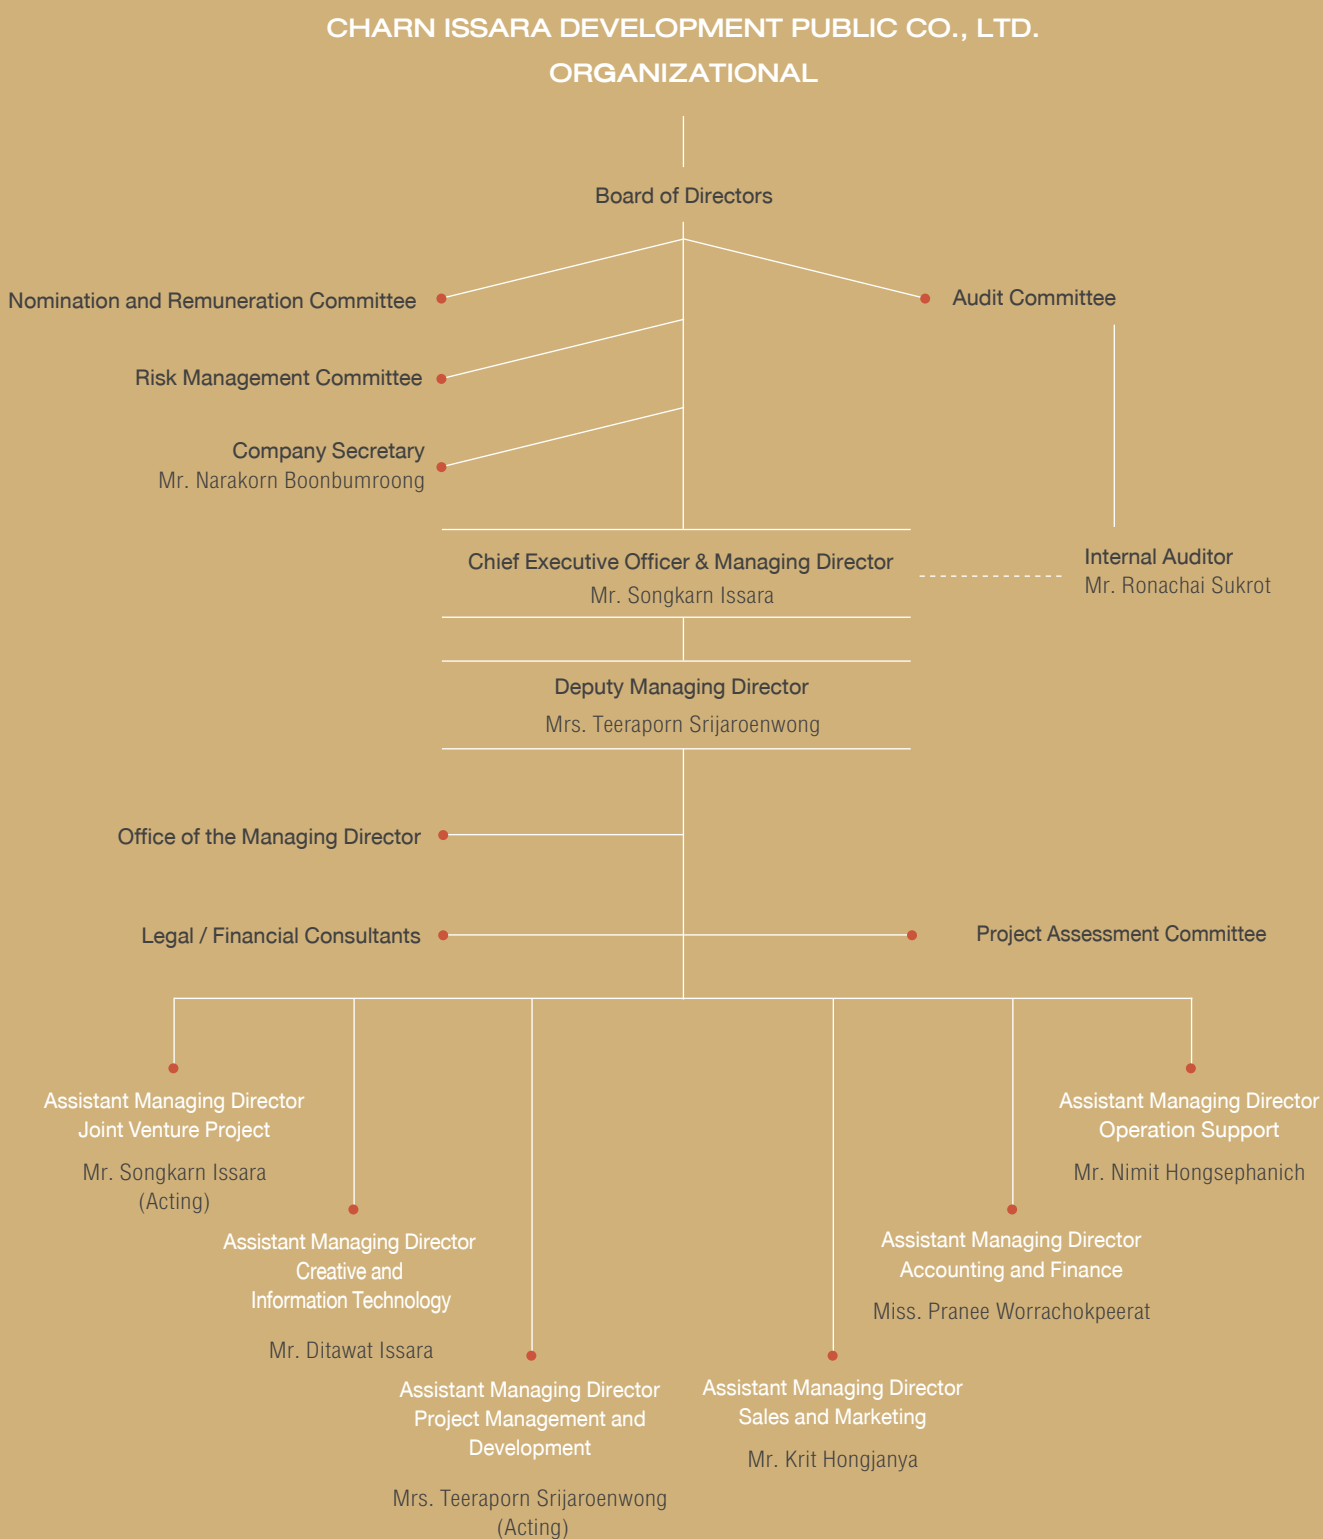 CHARN ISSARA DEVELOPMENT PUBLIC CO., LTD.
ORGANIZATIONAL
Board of Directors
Nomination and Remuneration Committee
Audit Committee
Risk Management Committee
Company Secretary
Mr. Narakorn Boonbumroong
Chief Executive Officer & Managing Director
Mr. Songkarn Issara
Internal Auditor
Mr. Ronachai Sukrot
Deputy Managing Director
Mrs. Teeraporn Srijaroenwong
Office of the Managing Director
Legal / Financial Consultants
Project Assessment Committee
Assistant Managing Director
Joint Venture Project
Mr. Songkarn Issara
(Acting)
Assistant Managing Director
Creative and
Information Technology
Mr. Ditawat Issara
Assistant Managing Director
Project Management and
Development
Mrs. Teeraporn Srijaroenwong
(Acting)
Assistant Managing Director
Sales and Marketing
Mr. Krit Hongjanya
Assistant Managing Director
Accounting and Finance
Miss. Pranee Worrachokpeerat
Assistant Managing Director
Operation Support
Mr. Nimit Hongsephanich